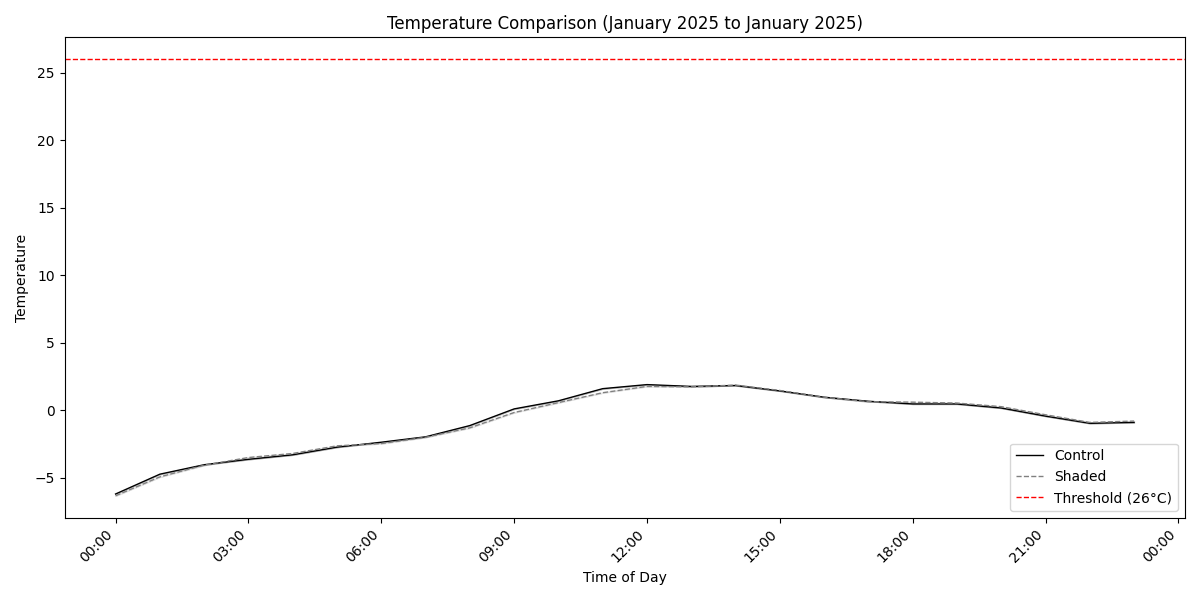 Temperature Comparison (January 2025 to January 2025)
Temperature
25
20
15
10
5
0
−5
Control
Shaded
Threshold (26°C)
00:00
03:00
06:00
09:00
12:00
15:00
18:00
21:00
00:00
Time of Day